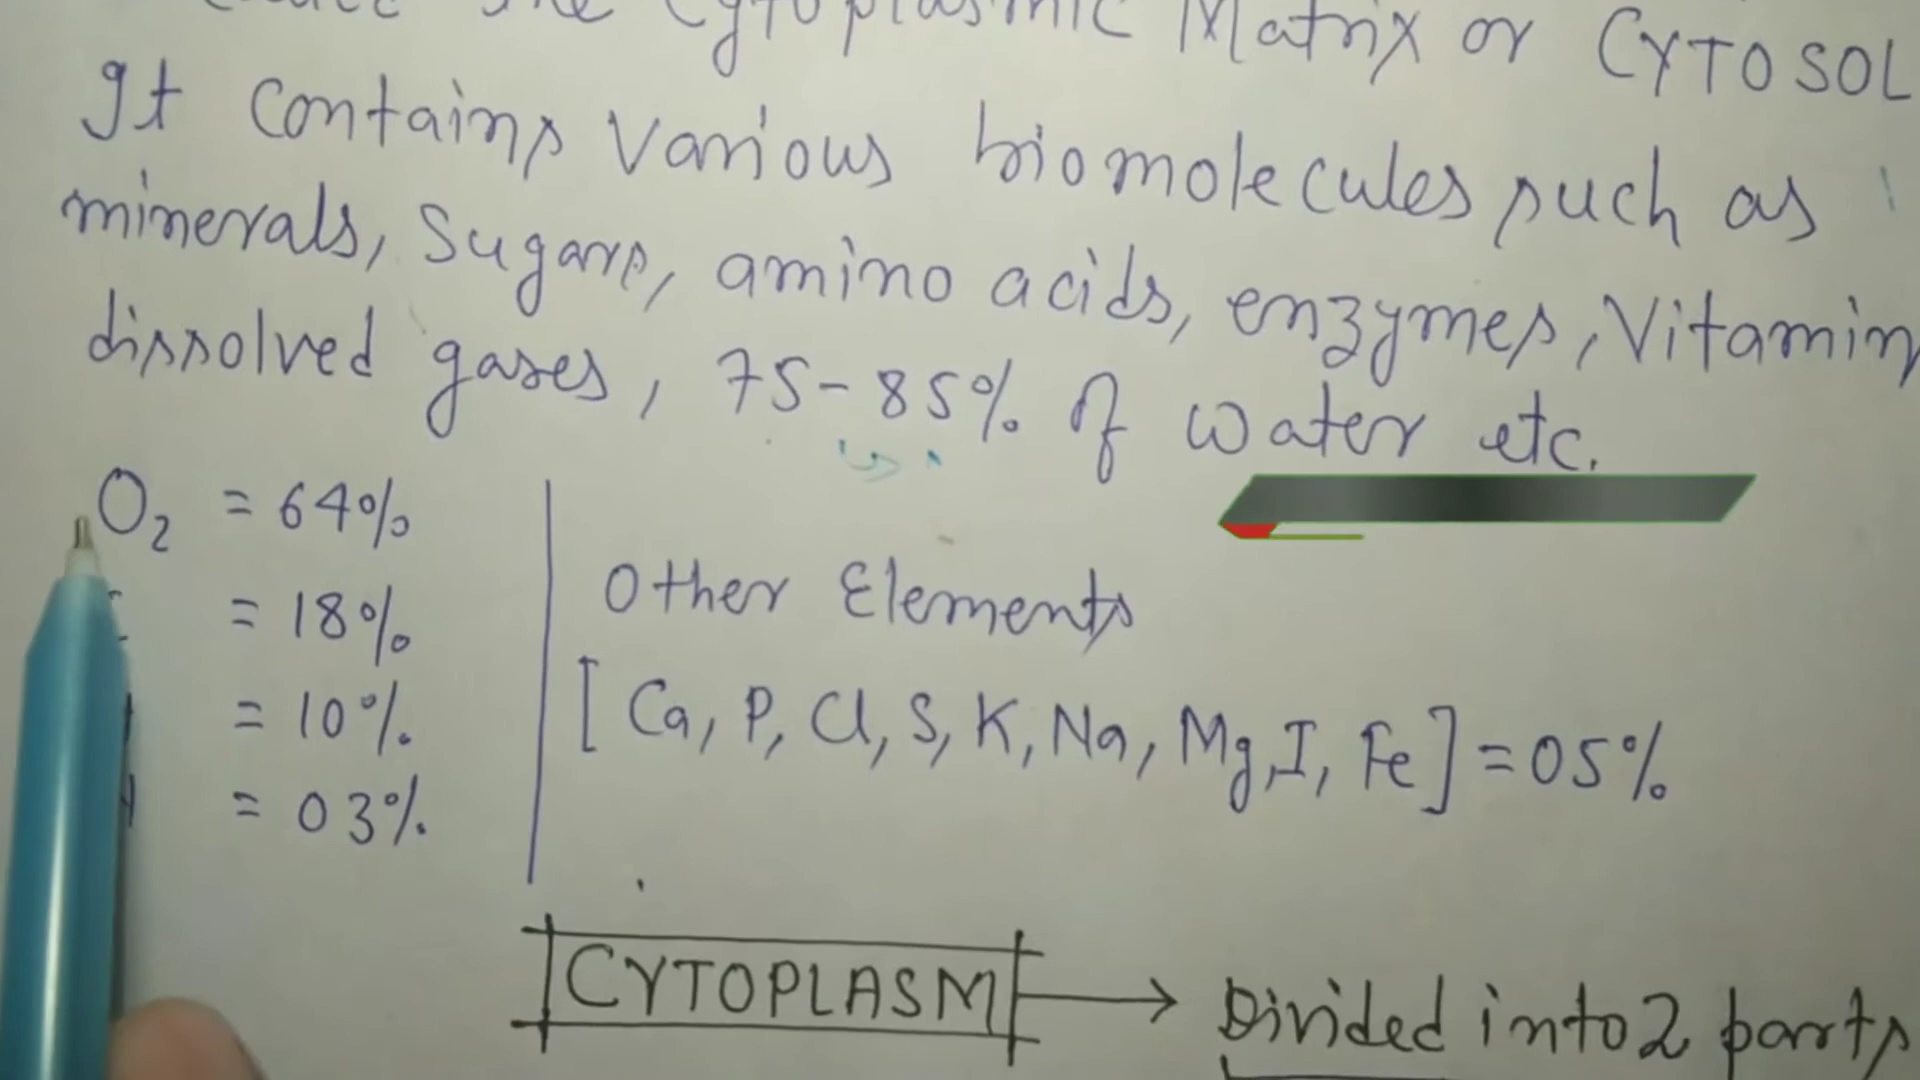 the Cytoplasmic Matrix or CYTOSOL
It contains various biomolecules such as
minerals, Sugars, amino acids, enzymes, Vitamin
dissolved gases, 75-85% of water etc.
O₂ = 64%
= 18%
= 10%
= 03%
Other Elements
[Ca, P, Cl, S, K, Na, Mg, I, Fe] = 05%
CYTOPLASM → Divided into 2 parts